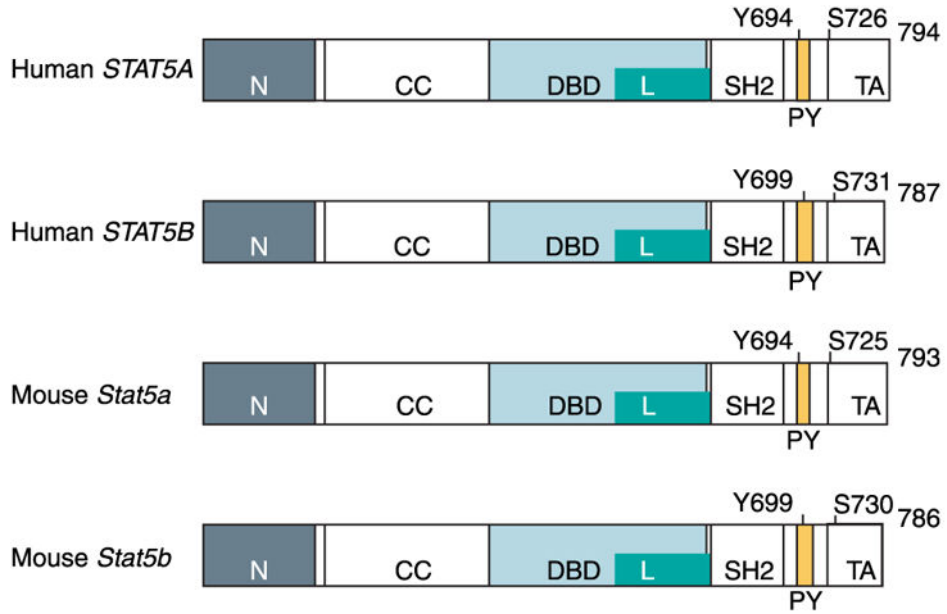 Y694 S726 794
Human STAT5A N CC DBD L SH2 TA
PY
Y699 S731 787
Human STAT5B N CC DBD L SH2 TA
PY
Y694 S725 793
Mouse Stat5a N CC DBD L SH2 TA
PY
Y699 S730 786
Mouse Stat5b N CC DBD L SH2 TA
PY